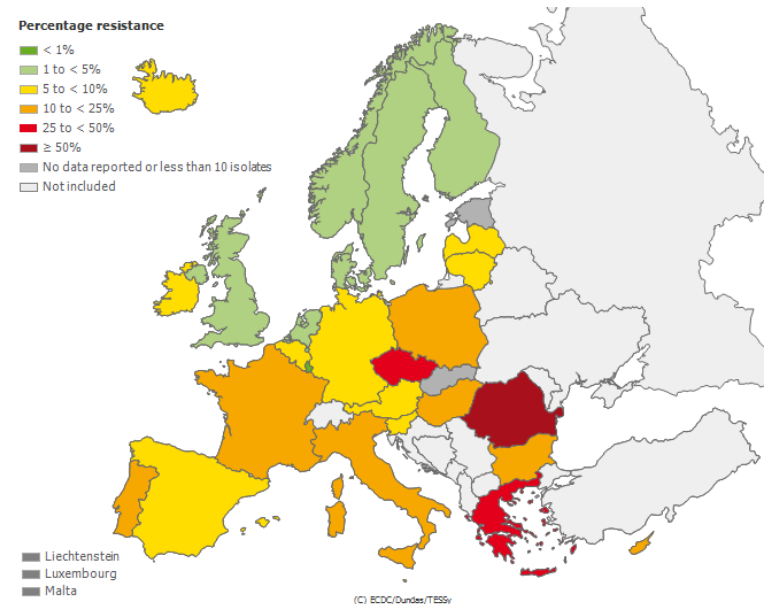 Percentage resistance
< 1%
1 to < 5%
5 to < 10%
10 to < 25%
25 to < 50%
≥ 50%
No data reported or less than 10 isolates
Not included
Liechtenstein
Luxembourg
Malta
(C) ECDC/Dundas/TESSy